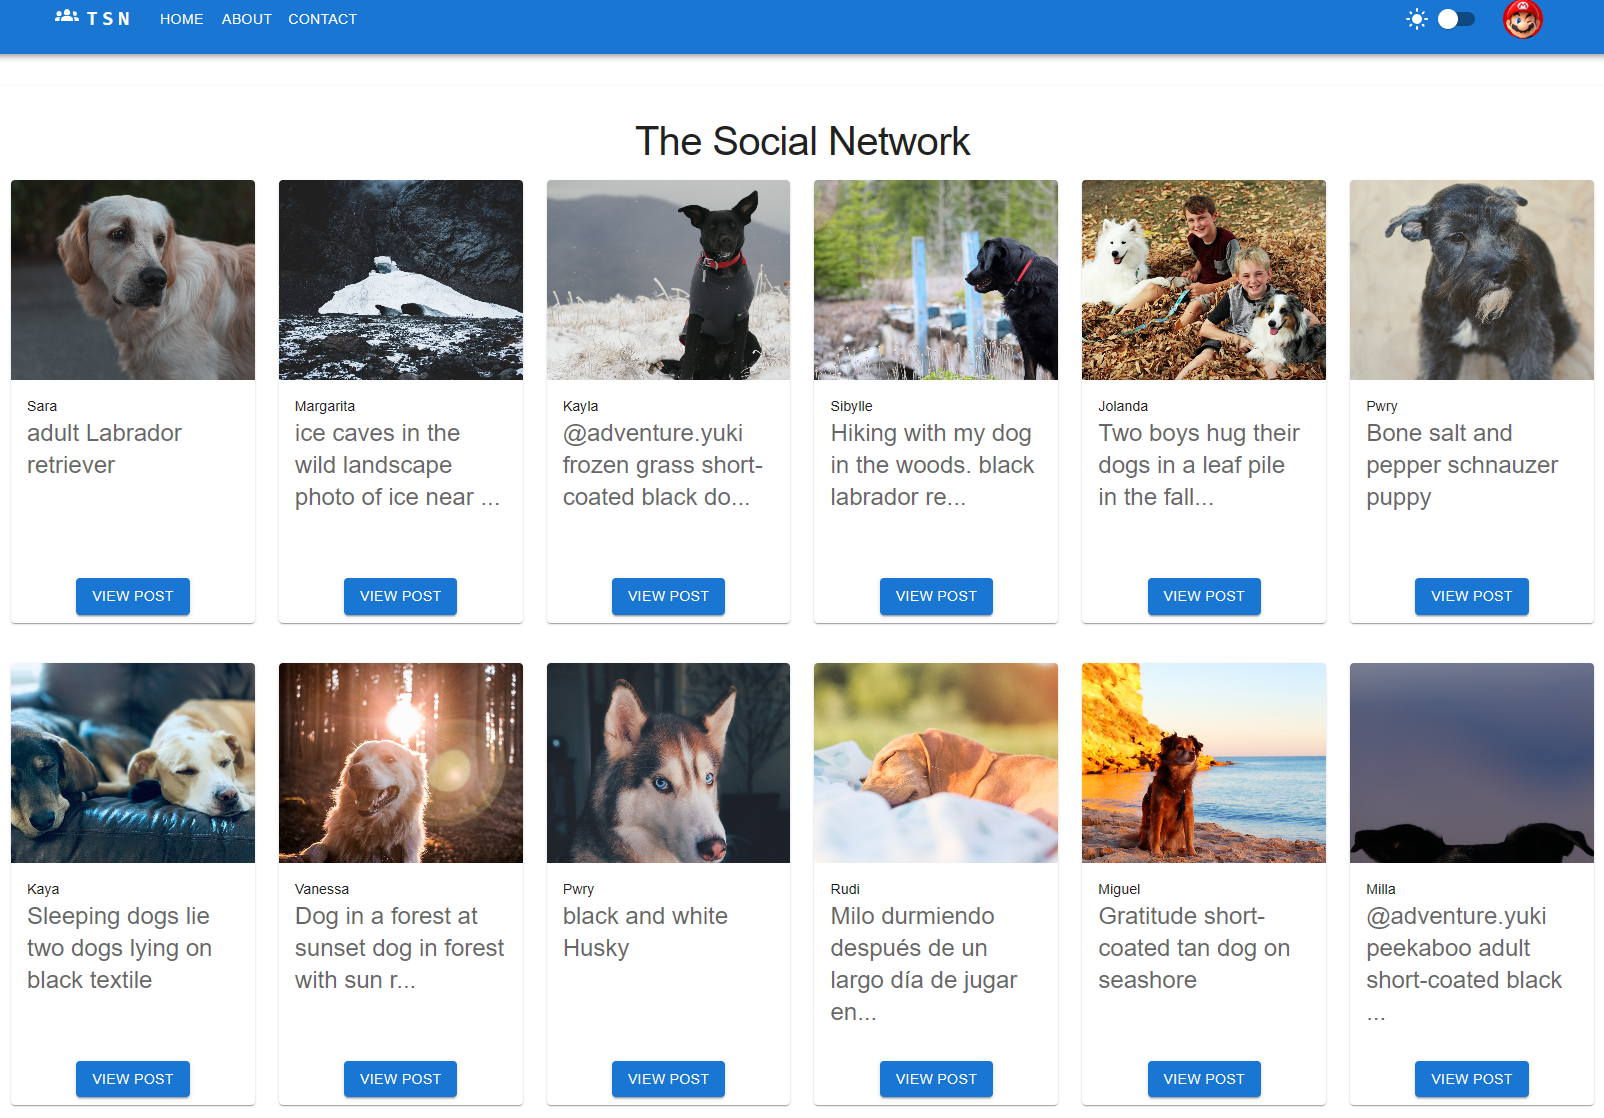 TSN HOME ABOUT CONTACT
The Social Network
Sara
adult Labrador
retriever
VIEW POST
Margarita
ice caves in the
wild landscape
photo of ice near ...
VIEW POST
Kayla
@adventure.yuki
frozen grass short-
coated black do...
VIEW POST
Sibylle
Hiking with my dog
in the woods. black
labrador re...
VIEW POST
Jolanda
Two boys hug their
dogs in a leaf pile
in the fall...
VIEW POST
Pwry
Bone salt and
pepper schnauzer
puppy
VIEW POST
Kaya
Sleeping dogs lie
two dogs lying on
black textile
VIEW POST
Vanessa
Dog in a forest at
sunset dog in forest
with sun r...
VIEW POST
Pwry
black and white
Husky
VIEW POST
Rudi
Milo durmiendo
después de un
largo día de jugar
en...
VIEW POST
Miguel
Gratitude short-
coated tan dog on
seashore
VIEW POST
Milla
@adventure.yuki
peekaboo adult
short-coated black
...
VIEW POST